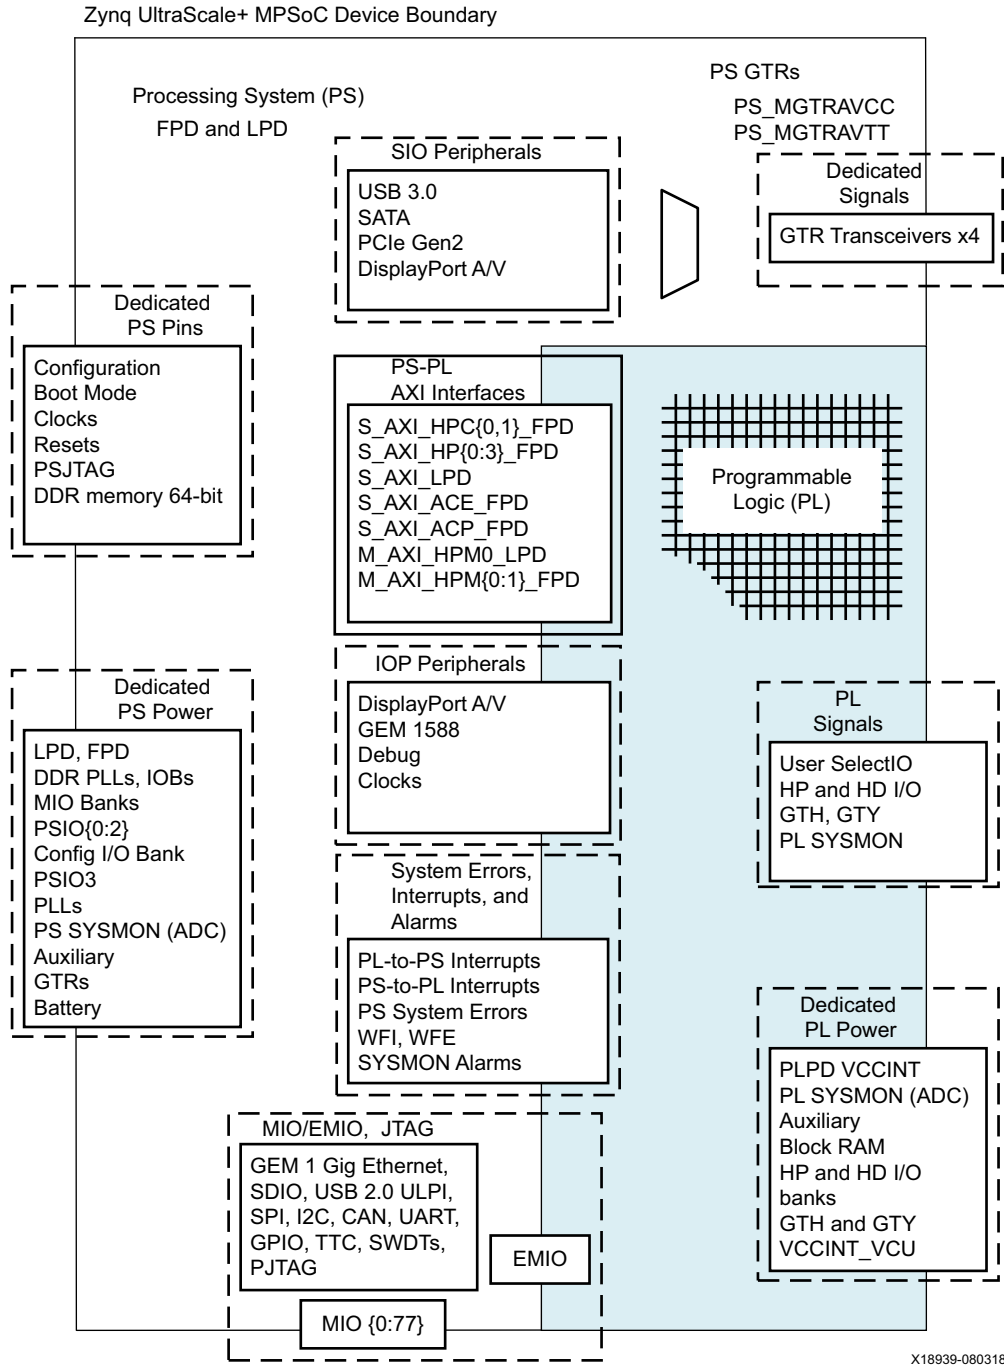 Zynq UltraScale+ MPSoC Device Boundary
Processing System (PS)
FPD and LPD
PS GTRs
PS_MGTRAVCC
PS_MGTRAVTT
SIO Peripherals
USB 3.0
SATA
PCIe Gen2
DisplayPort A/V
Dedicated
Signals
GTR Transceivers x4
Dedicated
PS Pins
Configuration
Boot Mode
Clocks
Resets
PSJTAG
DDR memory 64-bit
PS-PL
AXI Interfaces
S_AXI_HPC{0,1}_FPD
S_AXI_HP{0:3}_FPD
S_AXI_LPD
S_AXI_ACE_FPD
S_AXI_ACP_FPD
M_AXI_HPM0_LPD
M_AXI_HPM{0:1}_FPD
Programmable
Logic (PL)
Dedicated
PS Power
LPD, FPD
DDR PLLs, IOBs
MIO Banks
PSIO{0:2}
Config I/O Bank
PSIO3
PLLs
PS SYSMON (ADC)
Auxiliary
GTRs
Battery
IOP Peripherals
DisplayPort A/V
GEM 1588
Debug
Clocks
PL
Signals
User SelectIO
HP and HD I/O
GTH, GTY
PL SYSMON
System Errors,
Interrupts, and
Alarms
PL-to-PS Interrupts
PS-to-PL Interrupts
PS System Errors
WFI, WFE
SYSMON Alarms
Dedicated
PL Power
PLPD VCCINT
PL SYSMON (ADC)
Auxiliary
Block RAM
HP and HD I/O
banks
GTH and GTY
VCCINT_VCU
MIO/EMIO, JTAG
GEM 1 Gig Ethernet,
SDIO, USB 2.0 ULPI,
SPI, I2C, CAN, UART,
GPIO, TTC, SWDTs,
PJTAG
EMIO
MIO {0:77}
X18939-080318